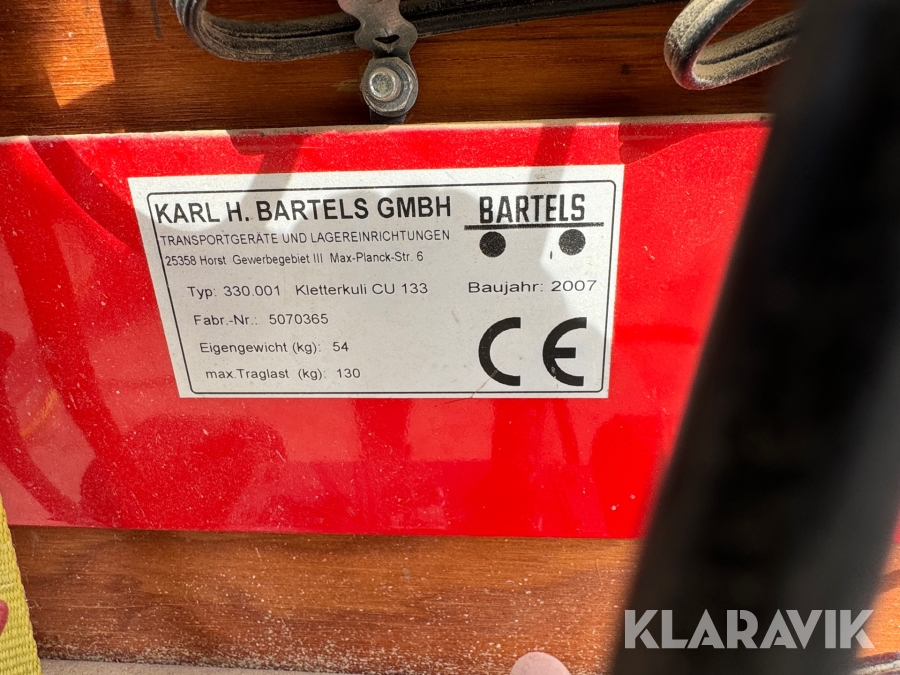 KARL H. BARTELS GMBH
BARTELS
TRANSPORTGERÄTE UND LAGEREINRICHTUNGEN
25358 Horst Gewerbegebiet III Max-Planck-Str. 6
Typ: 330.001 Kletterkuli CU 133 Baujahr: 2007
Fabr.-Nr.: 5070365
Eigengewicht (kg): 54
max.Traglast (kg): 130
CE
KLARAVIK